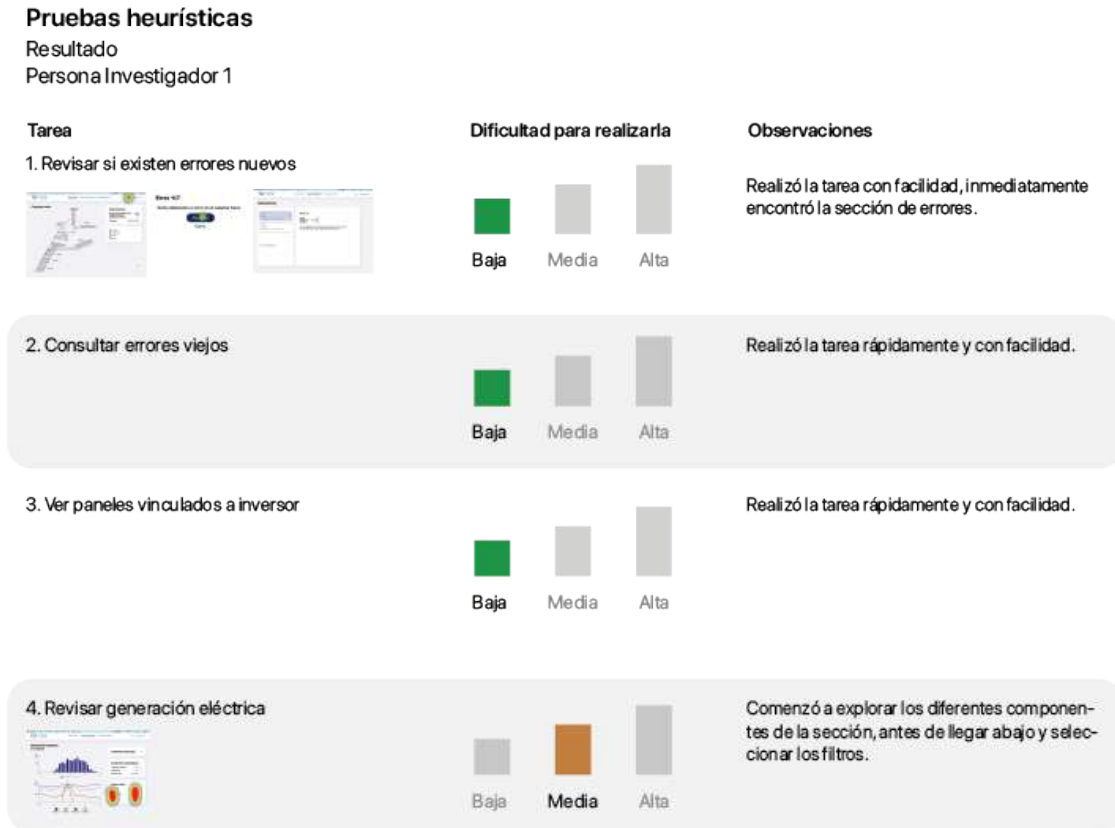 Pruebas heurísticas
Resultado
Persona Investigador 1
Tarea
Dificultad para realizarla
Observaciones
1. Revisar si existen errores nuevos
Baja
Media
Alta
Realizó la tarea con facilidad, inmediatamente
encontró la sección de errores.
2. Consultar errores viejos
Baja
Media
Alta
Realizó la tarea rápidamente y con facilidad.
3. Ver paneles vinculados a inversor
Baja
Media
Alta
Realizó la tarea rápidamente y con facilidad.
4. Revisar generación eléctrica
Baja
Media
Alta
Comenzó a explorar los diferentes componen-
tes de la sección, antes de llegar abajo y selec-
cionar los filtros.